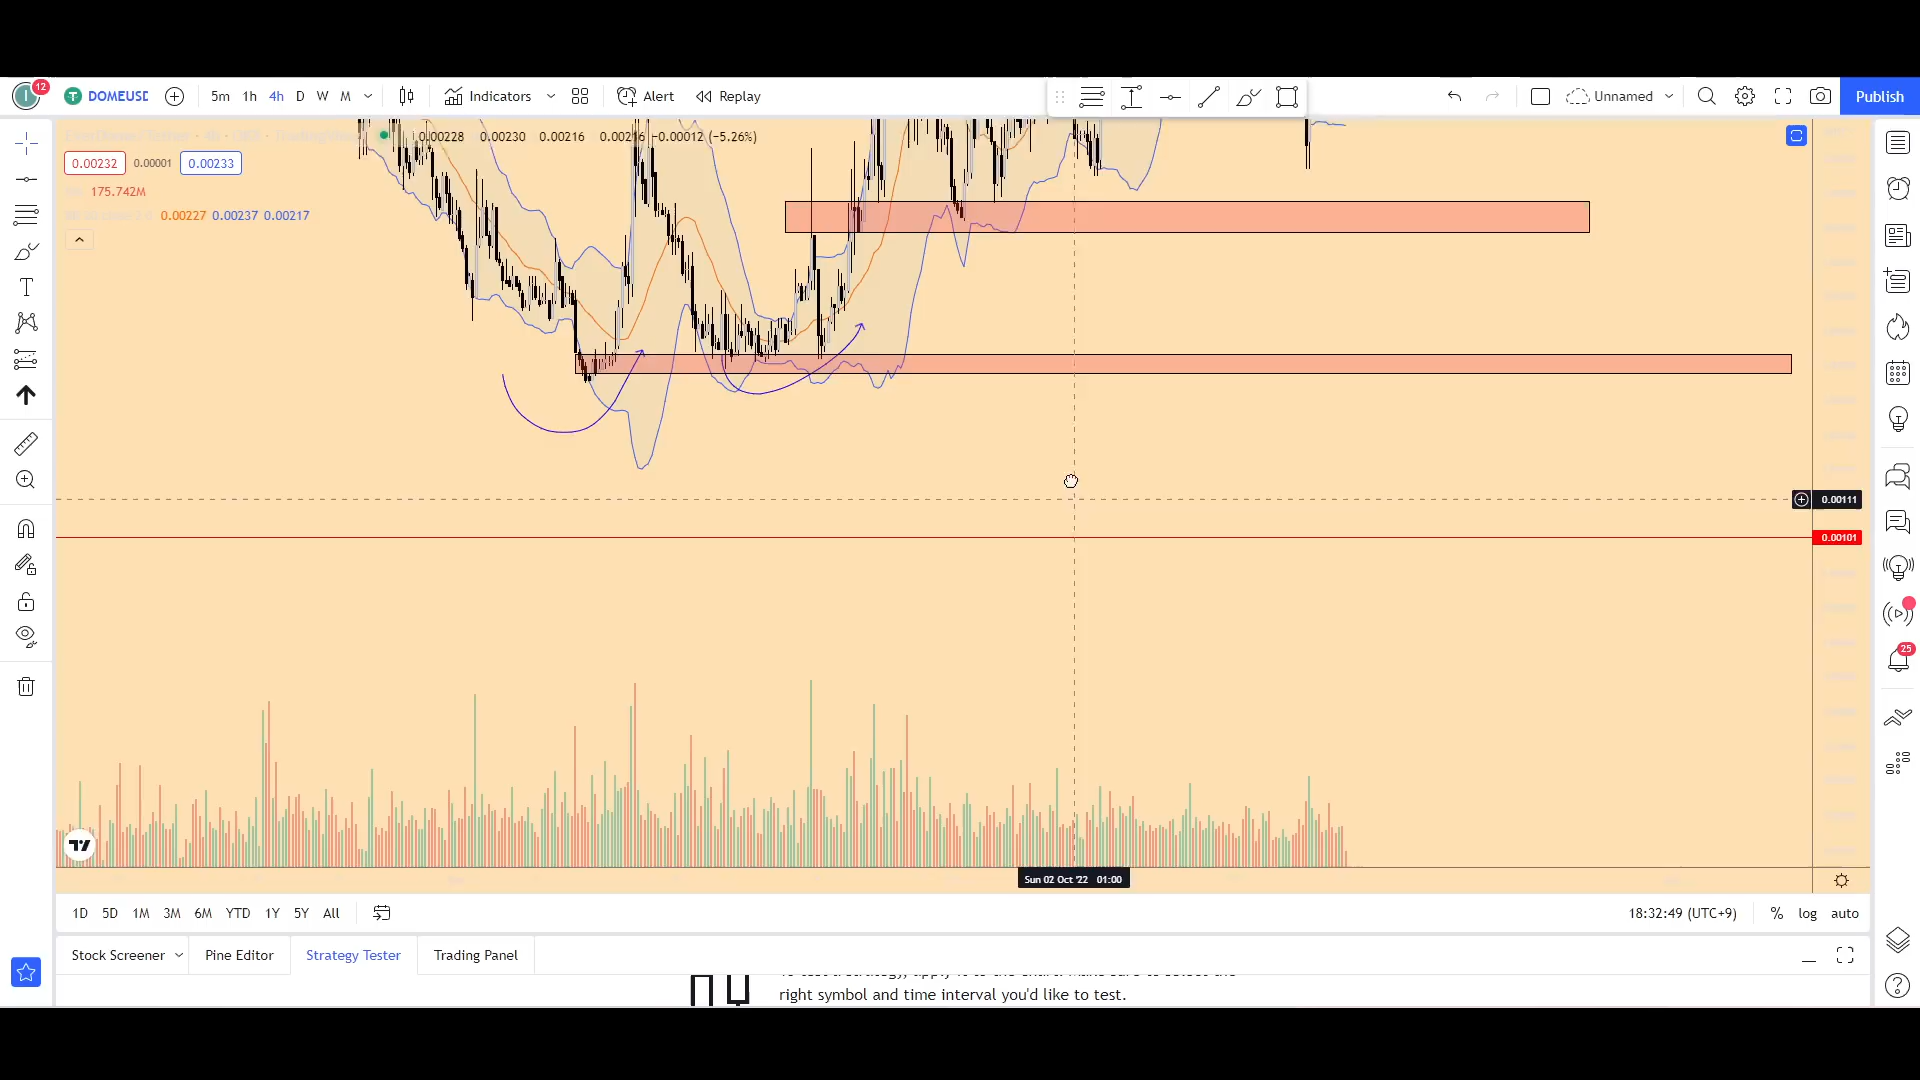 12
DOMEUSD
5m 1h 4h D W M
Indicators
Alert
Replay
Unnamed
Publish
0.00228 0.00230 0.00216 0.00216 −0.00012 (−5.26%)
0.00232 0.00001 0.00233
175.742M
0.00227 0.00237 0.00217
0.00111
0.00101
25
Sun 02 Oct '22 01:00
1D 5D 1M 3M 6M YTD 1Y 5Y All
18:32:49 (UTC+9) % log auto
Stock Screener Pine Editor Strategy Tester Trading Panel
right symbol and time interval you'd like to test.